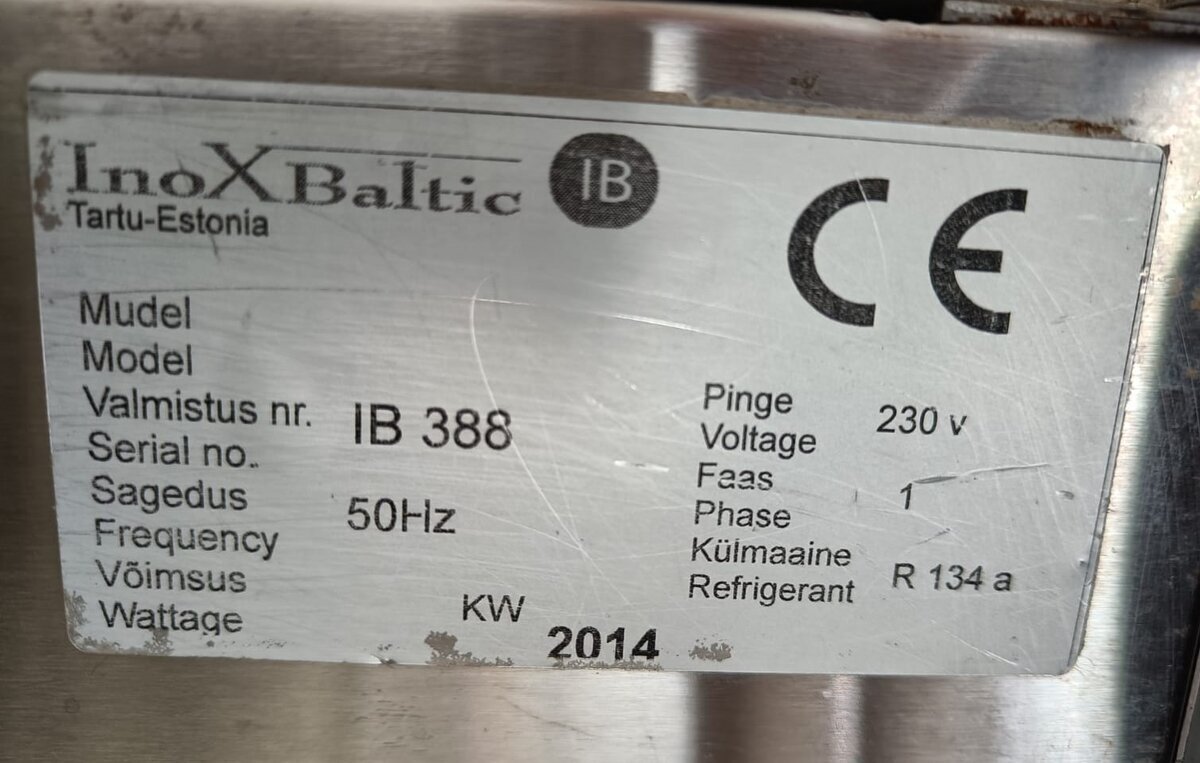 InoXBaltic IB
Tartu-Estonia
CE
Mudel
Model
Valmistus nr. IB 388
Serial no.
Sagedus 50Hz
Frequency
Võimsus
Wattage KW
2014
Pinge 230 v
Voltage
Faas 1
Phase
Külmaaine R 134 a
Refrigerant